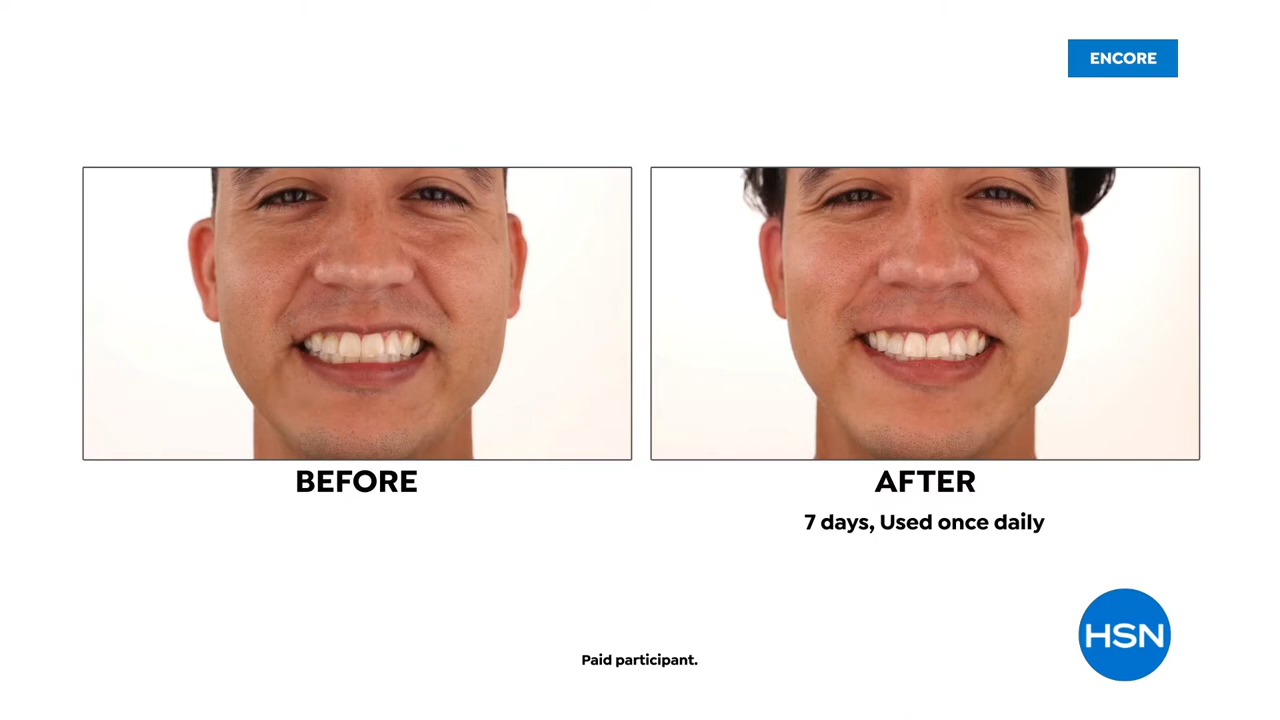 ENCORE
BEFORE
AFTER
7 days, Used once daily
Paid participant.
HSN